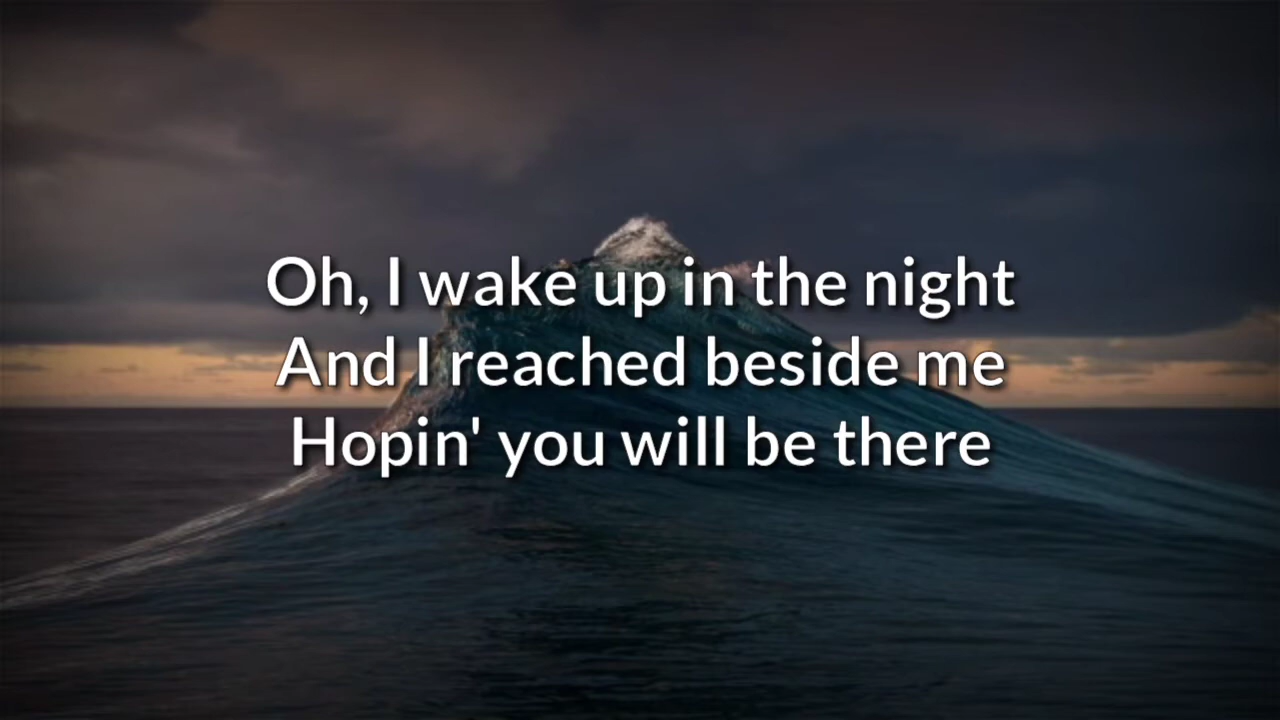 Oh, I wake up in the night
And I reached beside me
Hopin' you will be there